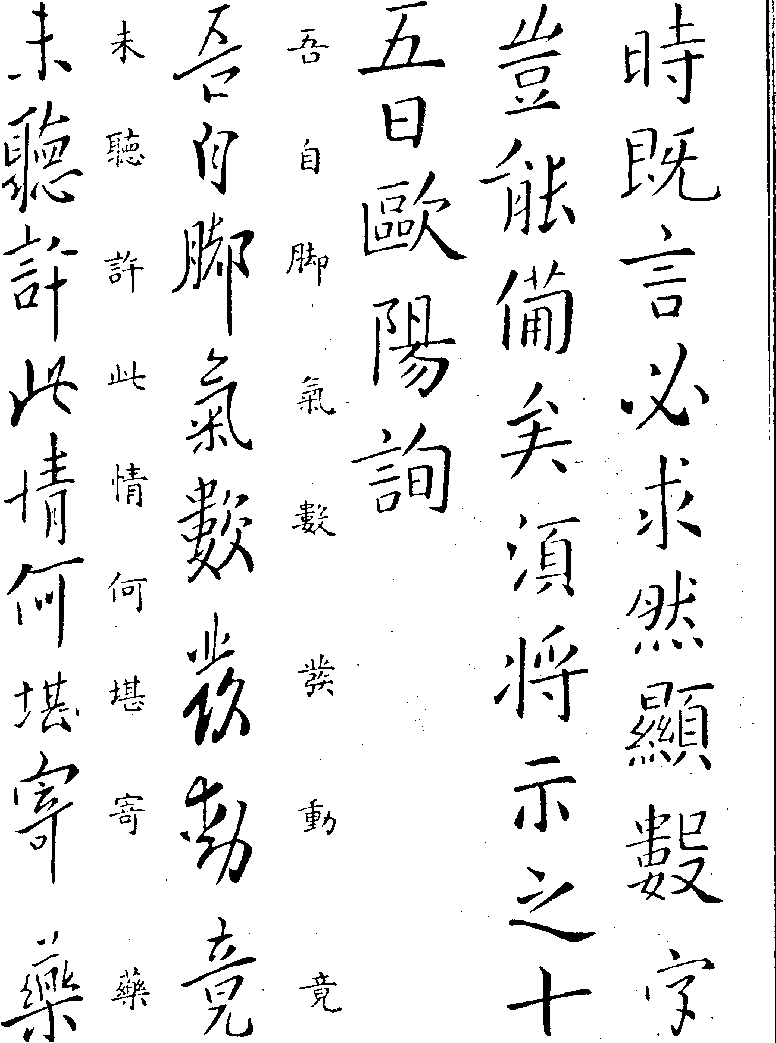 時既言必求然顯數字
豈能備矣須将示之十
五日歐陽詢
吾自脚氣數發動竟
吾自脚氣數發動竟
未聽許此情何堪寄藥
未聽許此情何堪寄藥